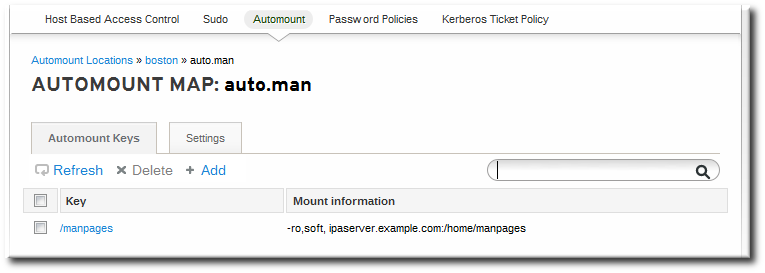 Host Based Access Control Sudo Automount Password Policies Kerberos Ticket Policy
Automount Locations » boston » auto.man
AUTOMOUNT MAP: auto.man
Automount Keys Settings
Refresh Delete Add
Key Mount information
/manpages -ro,soft, ipaserver.example.com:/home/manpages